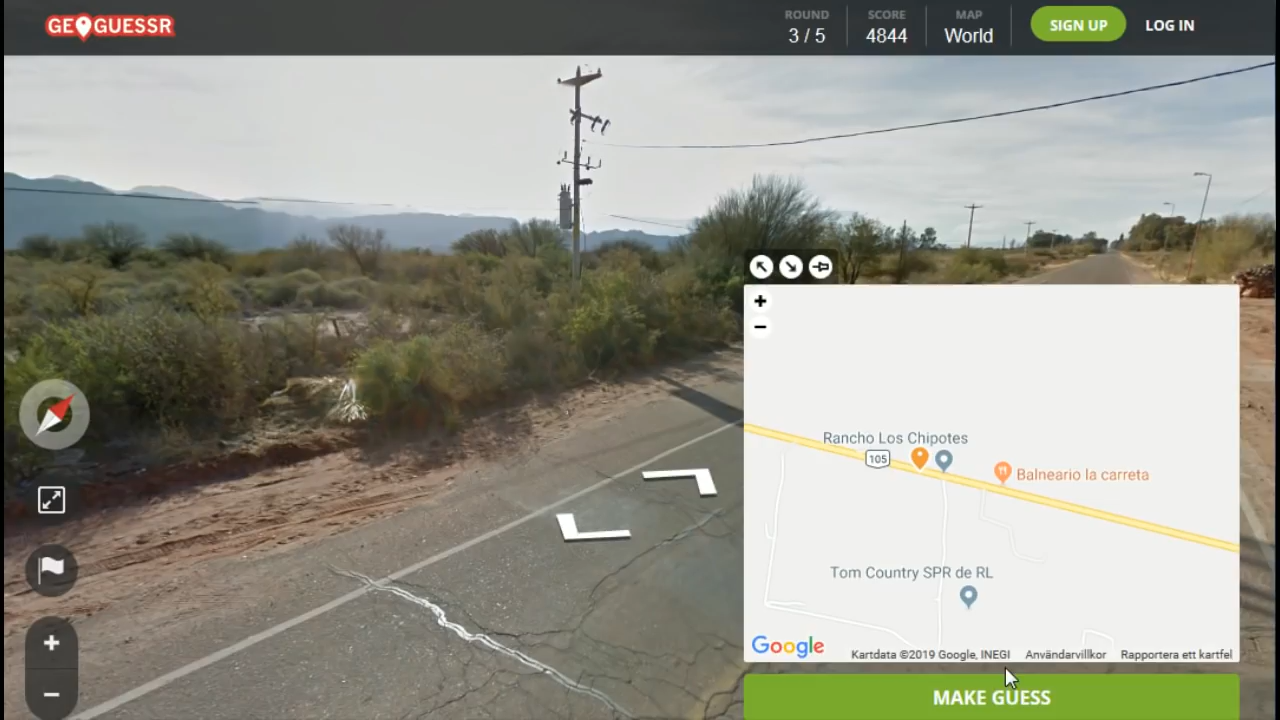 GEOGUESSR
ROUND
3 / 5
SCORE
4844
MAP
World
SIGN UP
LOG IN
+
−
Rancho Los Chipotes
105
Balneario la carreta
Tom Country SPR de RL
Google
Kartdata ©2019 Google, INEGI
Användarvillkor
Rapportera ett kartfel
MAKE GUESS